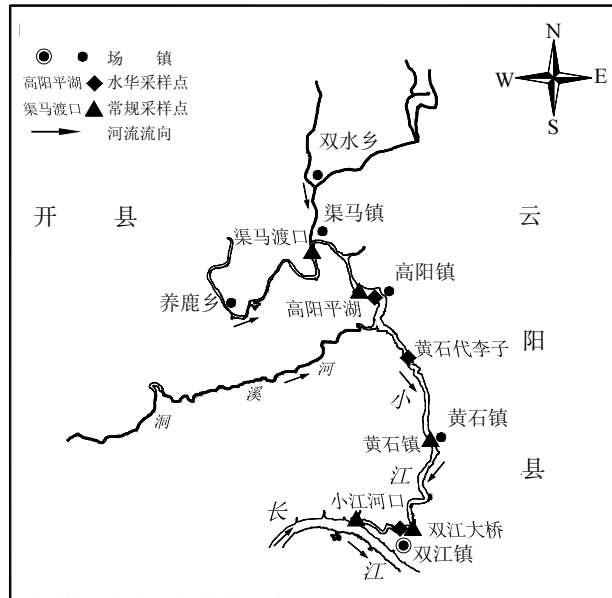 场 镇
高阳平湖 水华采样点
渠马渡口 常规采样点
河流流向
N
W E
S
双水乡
开 县
云
阳
县
渠马镇
渠马渡口
高阳镇
养鹿乡
高阳平湖
黄石代李子
小
江
洞 溪 河
黄石镇
黄石镇
小江河口
长
江
双江大桥
双江镇